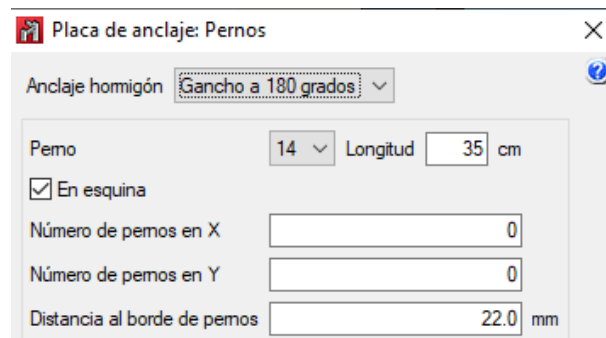 Placa de anclaje: Pernos
Anclaje hormigón Gancho a 180 grados
Perno 14 Longitud 35 cm
En esquina
Número de pernos en X 0
Número de pernos en Y 0
Distancia al borde de pernos 22.0 mm